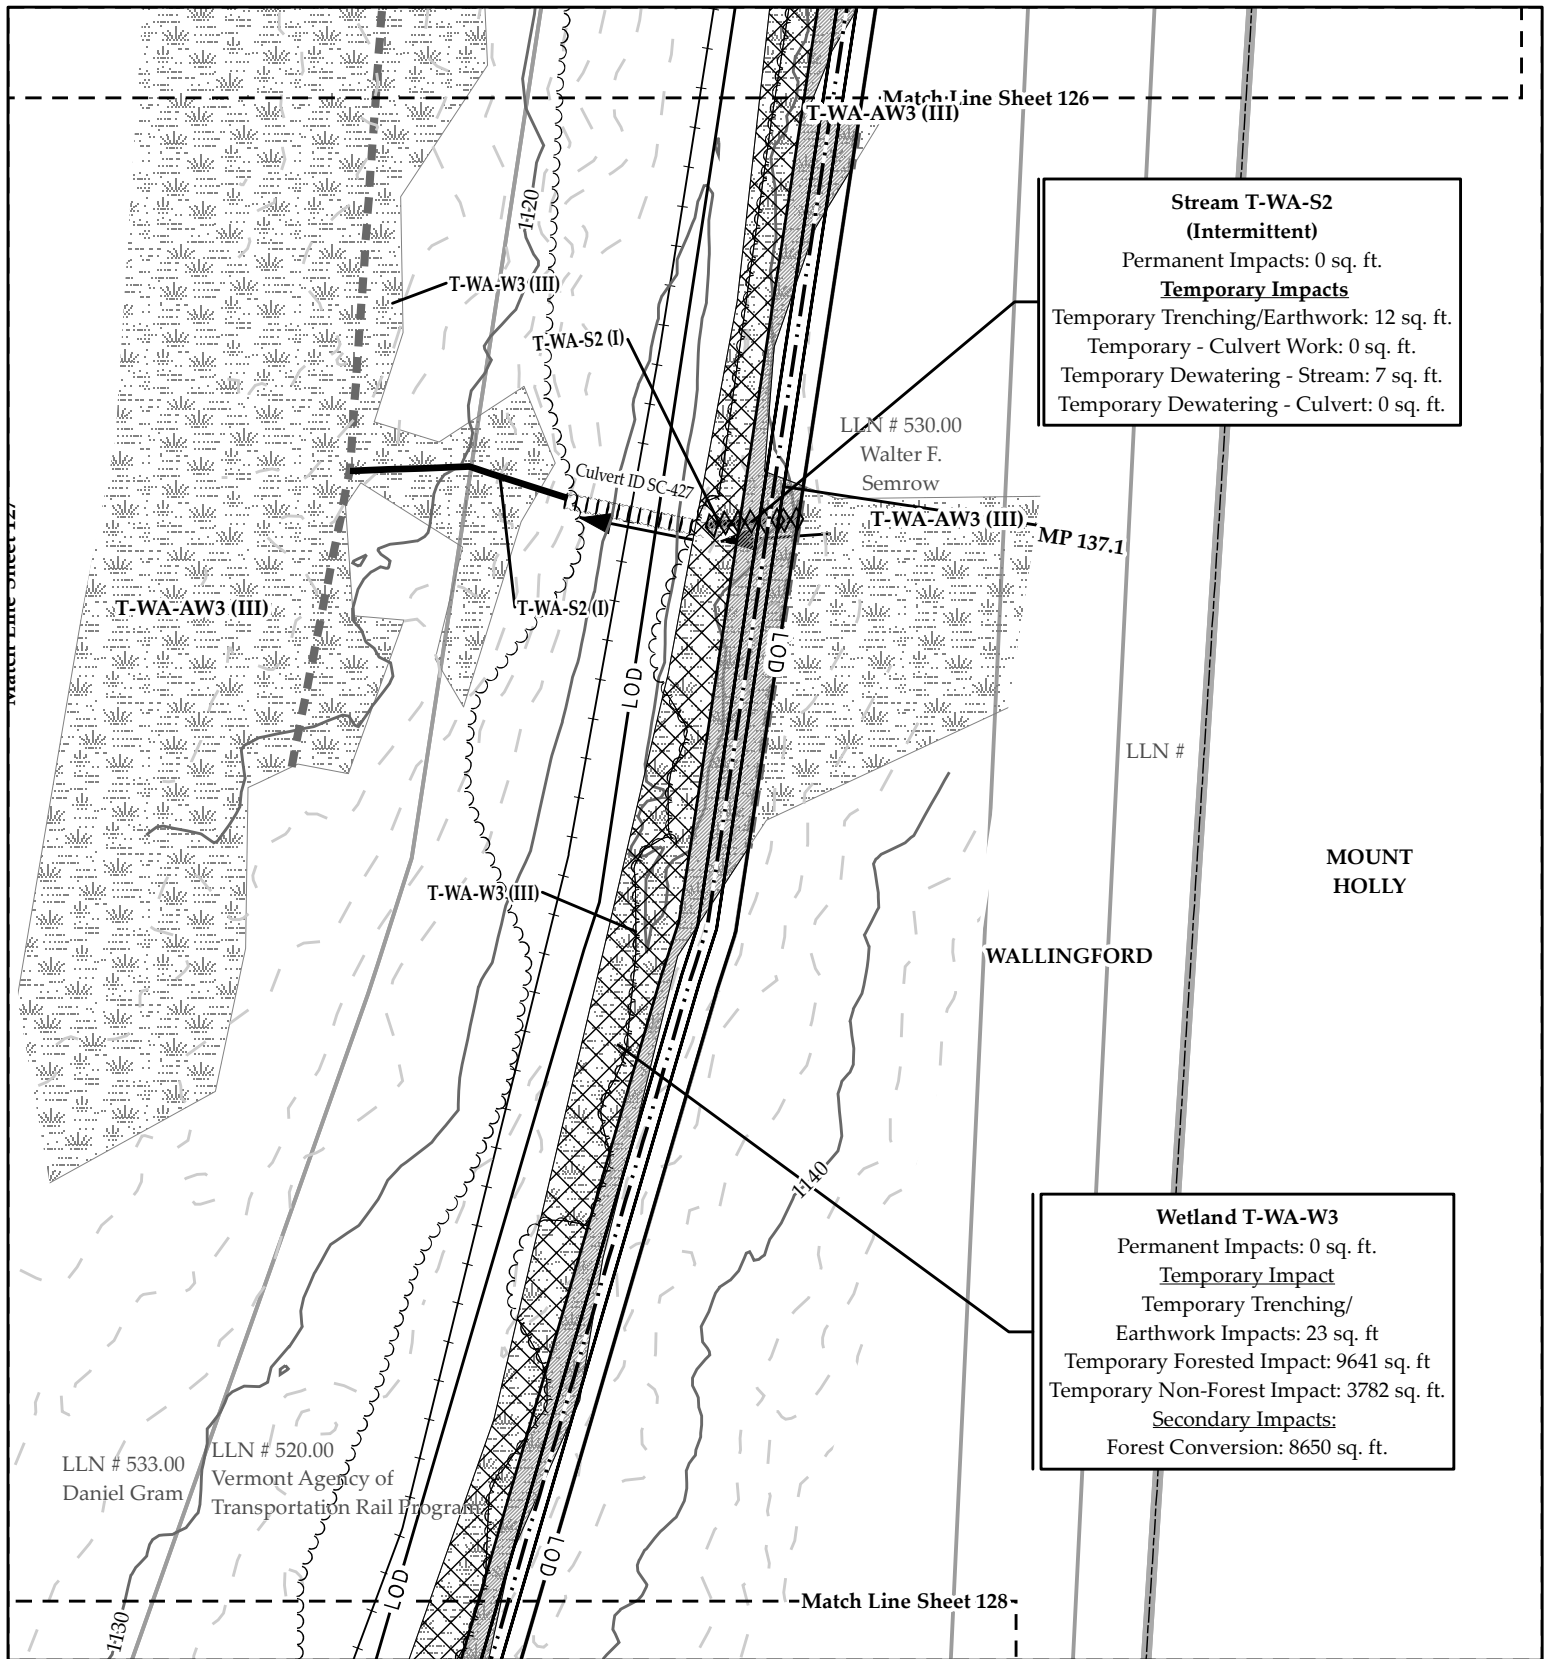 Match Line Sheet 126
T-WA-AW3 (III)
Stream T-WA-S2
(Intermittent)
Permanent Impacts: 0 sq. ft.
Temporary Impacts
Temporary Trenching/Earthwork: 12 sq. ft.
Temporary - Culvert Work: 0 sq. ft.
Temporary Dewatering - Stream: 7 sq. ft.
Temporary Dewatering - Culvert: 0 sq. ft.
1120
T-WA-W3 (III)
T-WA-S2 (I)
LLN # 530.00
Walter F.
Semrow
Culvert ID SC-427
T-WA-AW3 (III)
MP 137.1
Match Line Sheet 127
T-WA-AW3 (III)
T-WA-S2 (I)
LOD
LOD
LLN #
MOUNT
HOLLY
T-WA-W3 (III)
WALLINGFORD
1140
Wetland T-WA-W3
Permanent Impacts: 0 sq. ft.
Temporary Impact
Temporary Trenching/
Earthwork Impacts: 23 sq. ft
Temporary Forested Impact: 9641 sq. ft
Temporary Non-Forest Impact: 3782 sq. ft.
Secondary Impacts:
Forest Conversion: 8650 sq. ft.
LLN # 533.00
Daniel Gram
LLN # 520.00
Vermont Agency of
Transportation Rail Program
LOD
LOD
Match Line Sheet 128
1130